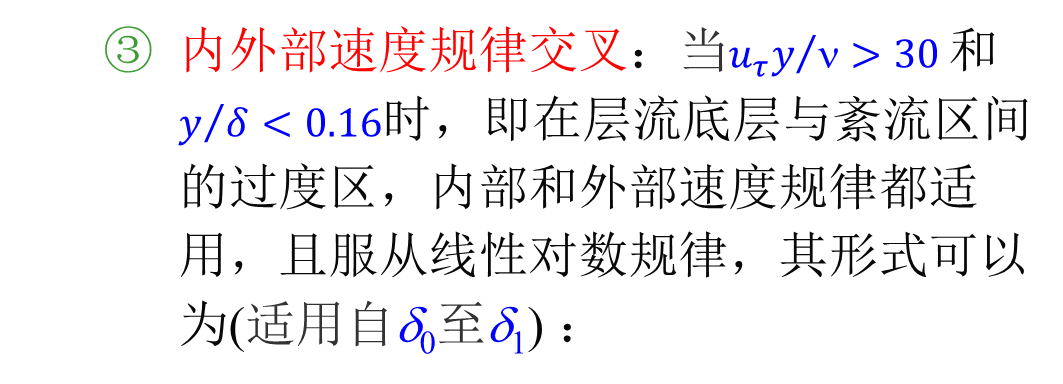 ③ 内外部速度规律交叉：当u_τ y/ν > 30 和
y/δ < 0.16时，即在层流底层与紊流区间
的过度区，内部和外部速度规律都适
用，且服从线性对数规律，其形式可以
为(适用自δ₀至δ₁)：